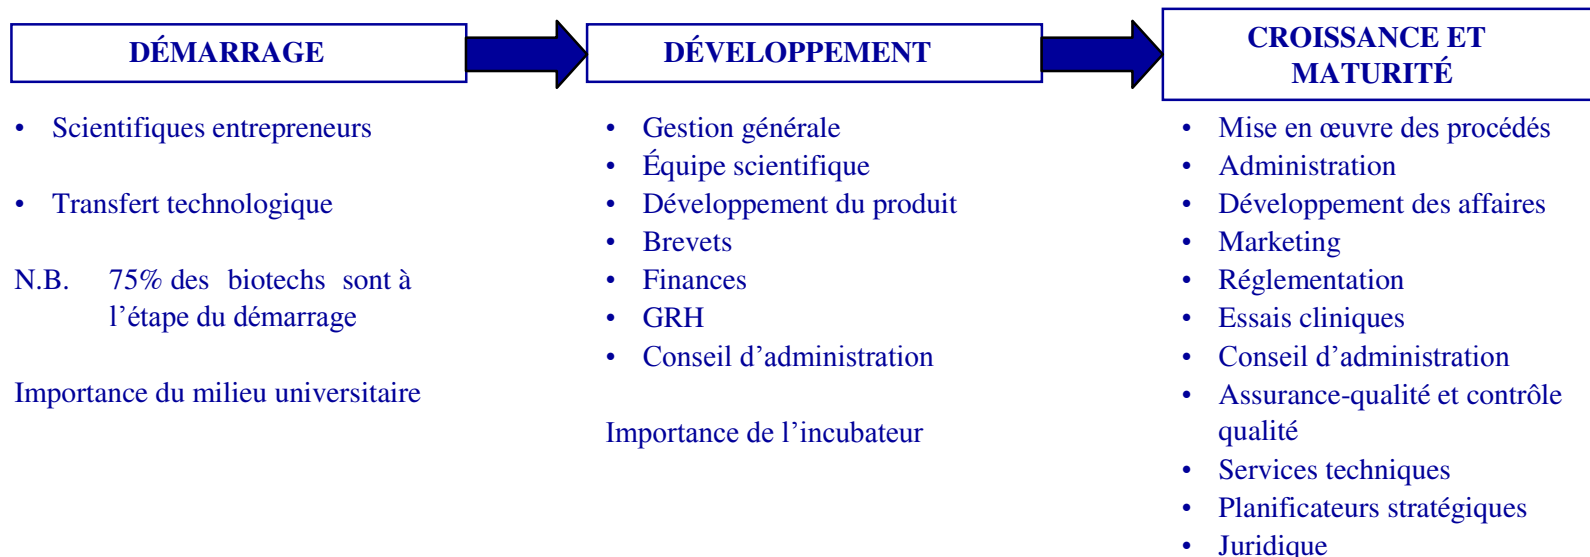 DÉMARRAGE
• Scientifiques entrepreneurs
• Transfert technologique
N.B. 75% des biotechs sont à
l’étape du démarrage
Importance du milieu universitaire
DÉVELOPPEMENT
• Gestion générale
• Équipe scientifique
• Développement du produit
• Brevets
• Finances
• GRH
• Conseil d’administration
Importance de l’incubateur
CROISSANCE ET
MATURITÉ
• Mise en œuvre des procédés
• Administration
• Développement des affaires
• Marketing
• Réglementation
• Essais cliniques
• Conseil d’administration
• Assurance-qualité et contrôle
qualité
• Services techniques
• Planificateurs stratégiques
• Juridique